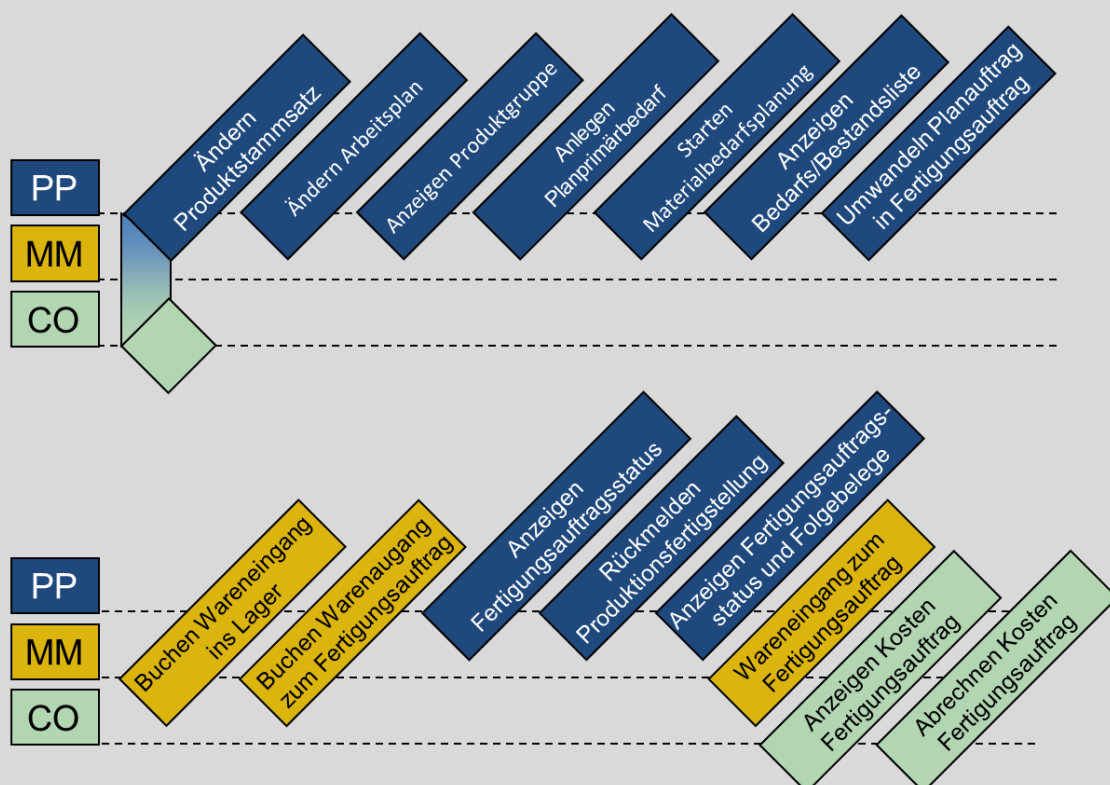 Ändern
Produktstammsatz
Ändern Arbeitsplan
Anzeigen Produktgruppe
Anlegen
Planprimärbedarf
Starten
Materialbedarfsplanung
Anzeigen
Bedarfs/Bestandsliste
Umwandeln Planauftrag
in Fertigungsauftrag
PP
MM
CO
Buchen Wareneingang
ins Lager
Buchen Warenaugang
zum Fertigungsauftrag
Anzeigen
Fertigungsauftragsstatus
Rückmelden
Produktionsfertigstellung
Anzeigen Fertigungsauftrags-
status und Folgebelege
Wareneingang zum
Fertigungsauftrag
Anzeigen Kosten
Fertigungsauftrag
Abrechnen Kosten
Fertigungsauftrag
PP
MM
CO